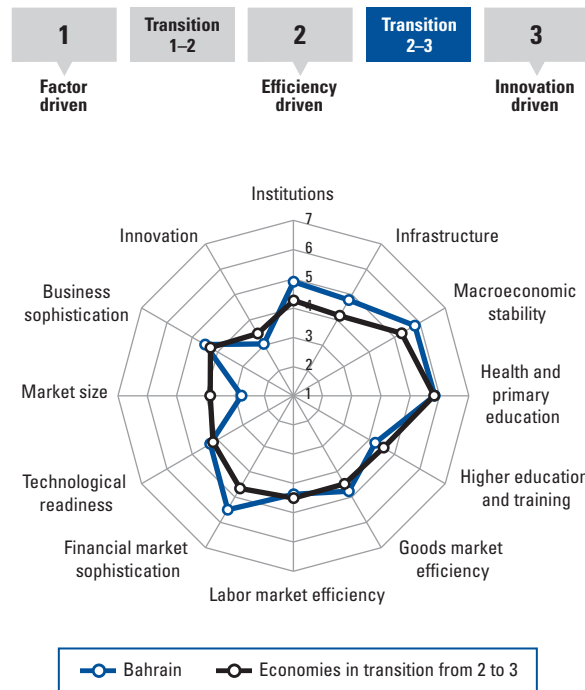 1
Transition
1–2
2
Transition
2–3
3
Factor
driven
Efficiency
driven
Innovation
driven
Institutions
Infrastructure
Macroeconomic
stability
Health and
primary
education
Higher education
and training
Goods market
efficiency
Labor market efficiency
Financial market
sophistication
Technological
readiness
Market size
Business
sophistication
Innovation
7
6
5
4
3
2
1
Bahrain
Economies in transition from 2 to 3